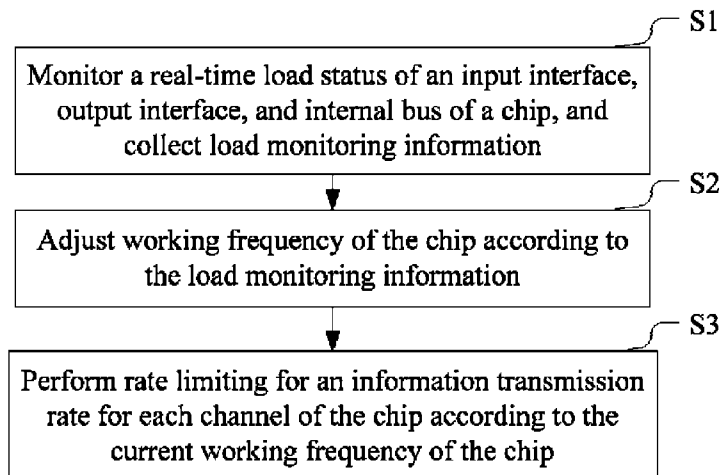 S1
Monitor a real-time load status of an input interface,
output interface, and internal bus of a chip, and
collect load monitoring information
S2
Adjust working frequency of the chip according to
the load monitoring information
S3
Perform rate limiting for an information transmission
rate for each channel of the chip according to the
current working frequency of the chip